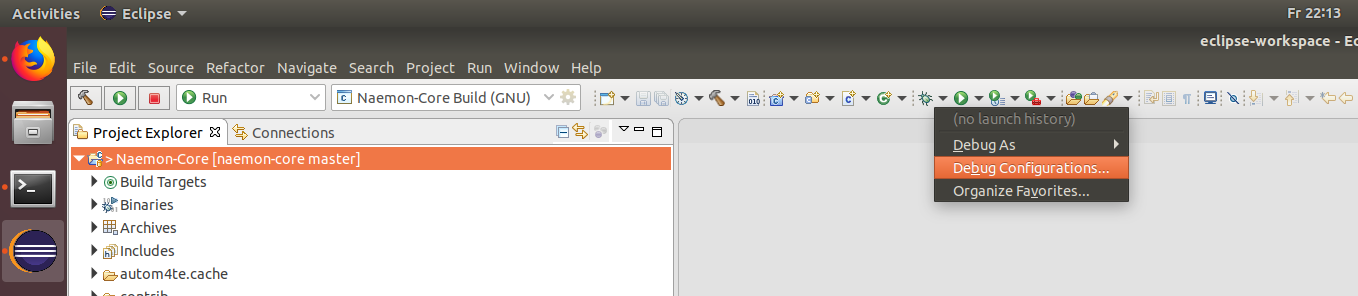 Activities Eclipse Fr 22:13
eclipse-workspace - Ec
File Edit Source Refactor Navigate Search Project Run Window Help
Run Naemon-Core Build (GNU)
010
Project Explorer Connections
(no launch history)
> Naemon-Core [naemon-core master]
Debug As
Build Targets
Debug Configurations...
Binaries
Organize Favorites...
Archives
Includes
autom4te.cache
contrib